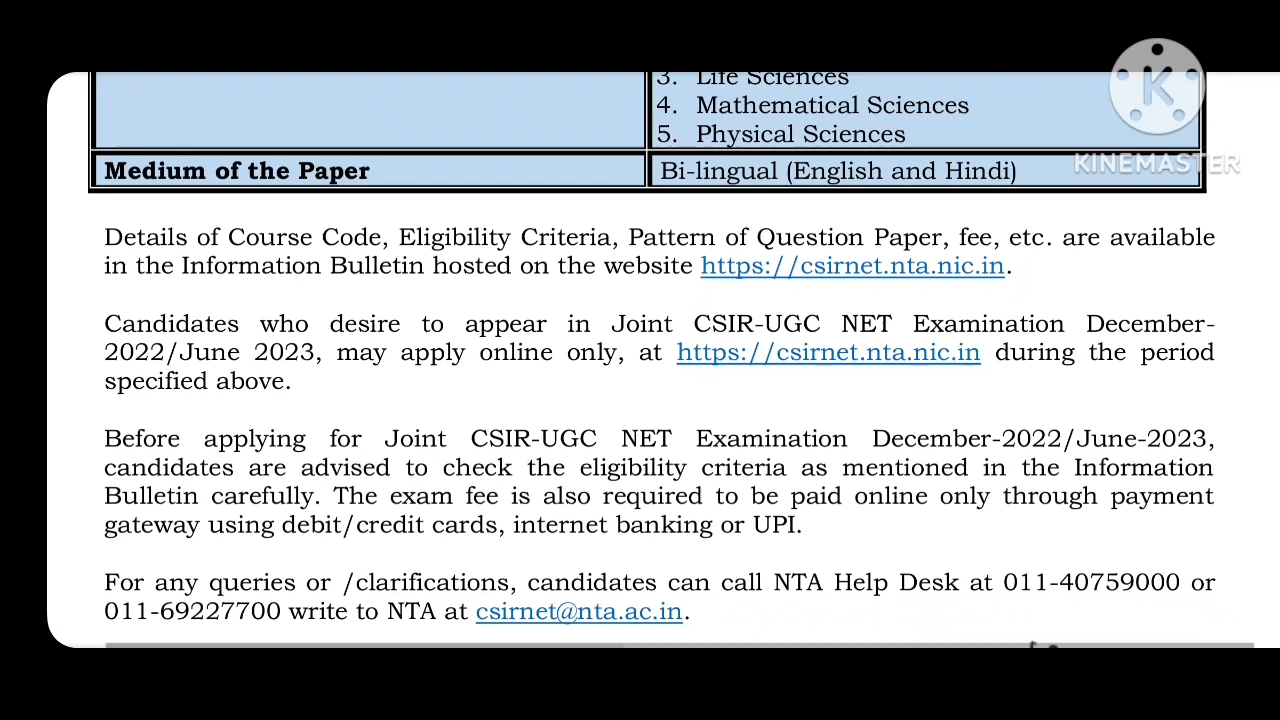 3. Life Sciences
4. Mathematical Sciences
5. Physical Sciences
Medium of the Paper Bi-lingual (English and Hindi)
K
KINEMASTER
Details of Course Code, Eligibility Criteria, Pattern of Question Paper, fee, etc. are available
in the Information Bulletin hosted on the website https://csirnet.nta.nic.in.
Candidates who desire to appear in Joint CSIR-UGC NET Examination December-
2022/June 2023, may apply online only, at https://csirnet.nta.nic.in during the period
specified above.
Before applying for Joint CSIR-UGC NET Examination December-2022/June-2023,
candidates are advised to check the eligibility criteria as mentioned in the Information
Bulletin carefully. The exam fee is also required to be paid online only through payment
gateway using debit/credit cards, internet banking or UPI.
For any queries or /clarifications, candidates can call NTA Help Desk at 011-40759000 or
011-69227700 write to NTA at csirnet@nta.ac.in.